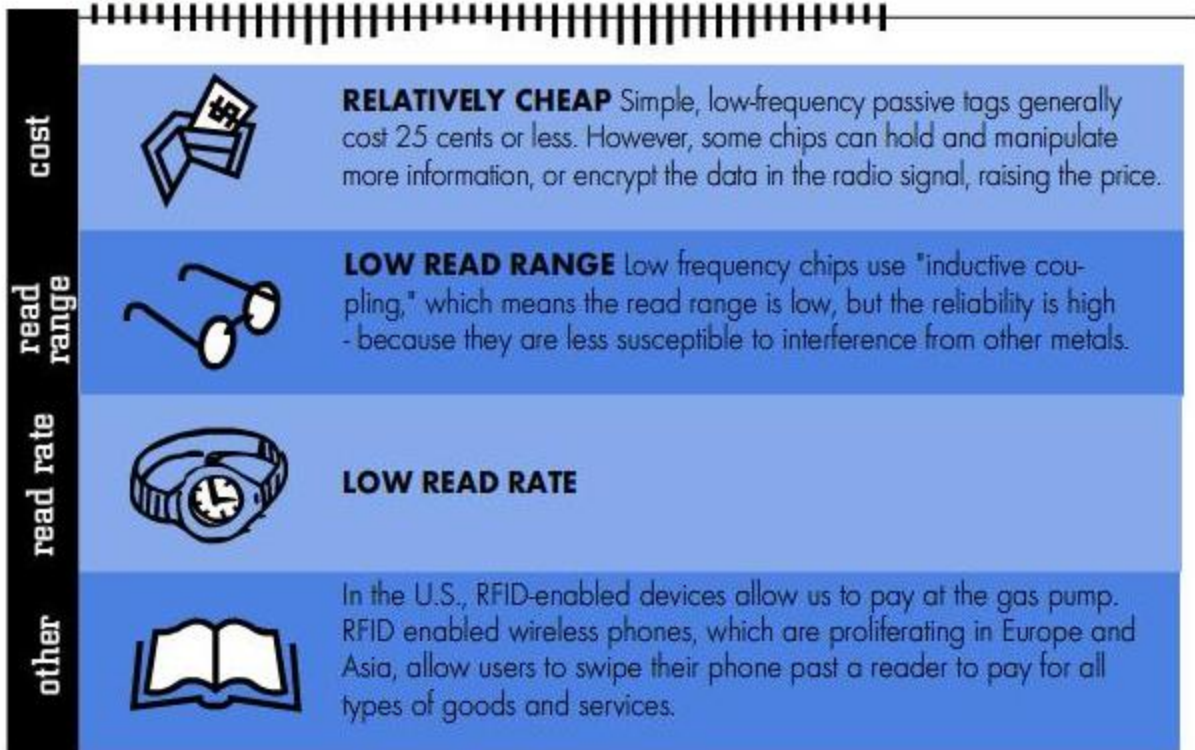 cost
RELATIVELY CHEAP Simple, low-frequency passive tags generally
cost 25 cents or less. However, some chips can hold and manipulate
more information, or encrypt the data in the radio signal, raising the price.
read
range
LOW READ RANGE Low frequency chips use "inductive cou-
pling," which means the read range is low, but the reliability is high
- because they are less susceptible to interference from other metals.
read rate
LOW READ RATE
other
In the U.S., RFID-enabled devices allow us to pay at the gas pump.
RFID enabled wireless phones, which are proliferating in Europe and
Asia, allow users to swipe their phone past a reader to pay for all
types of goods and services.